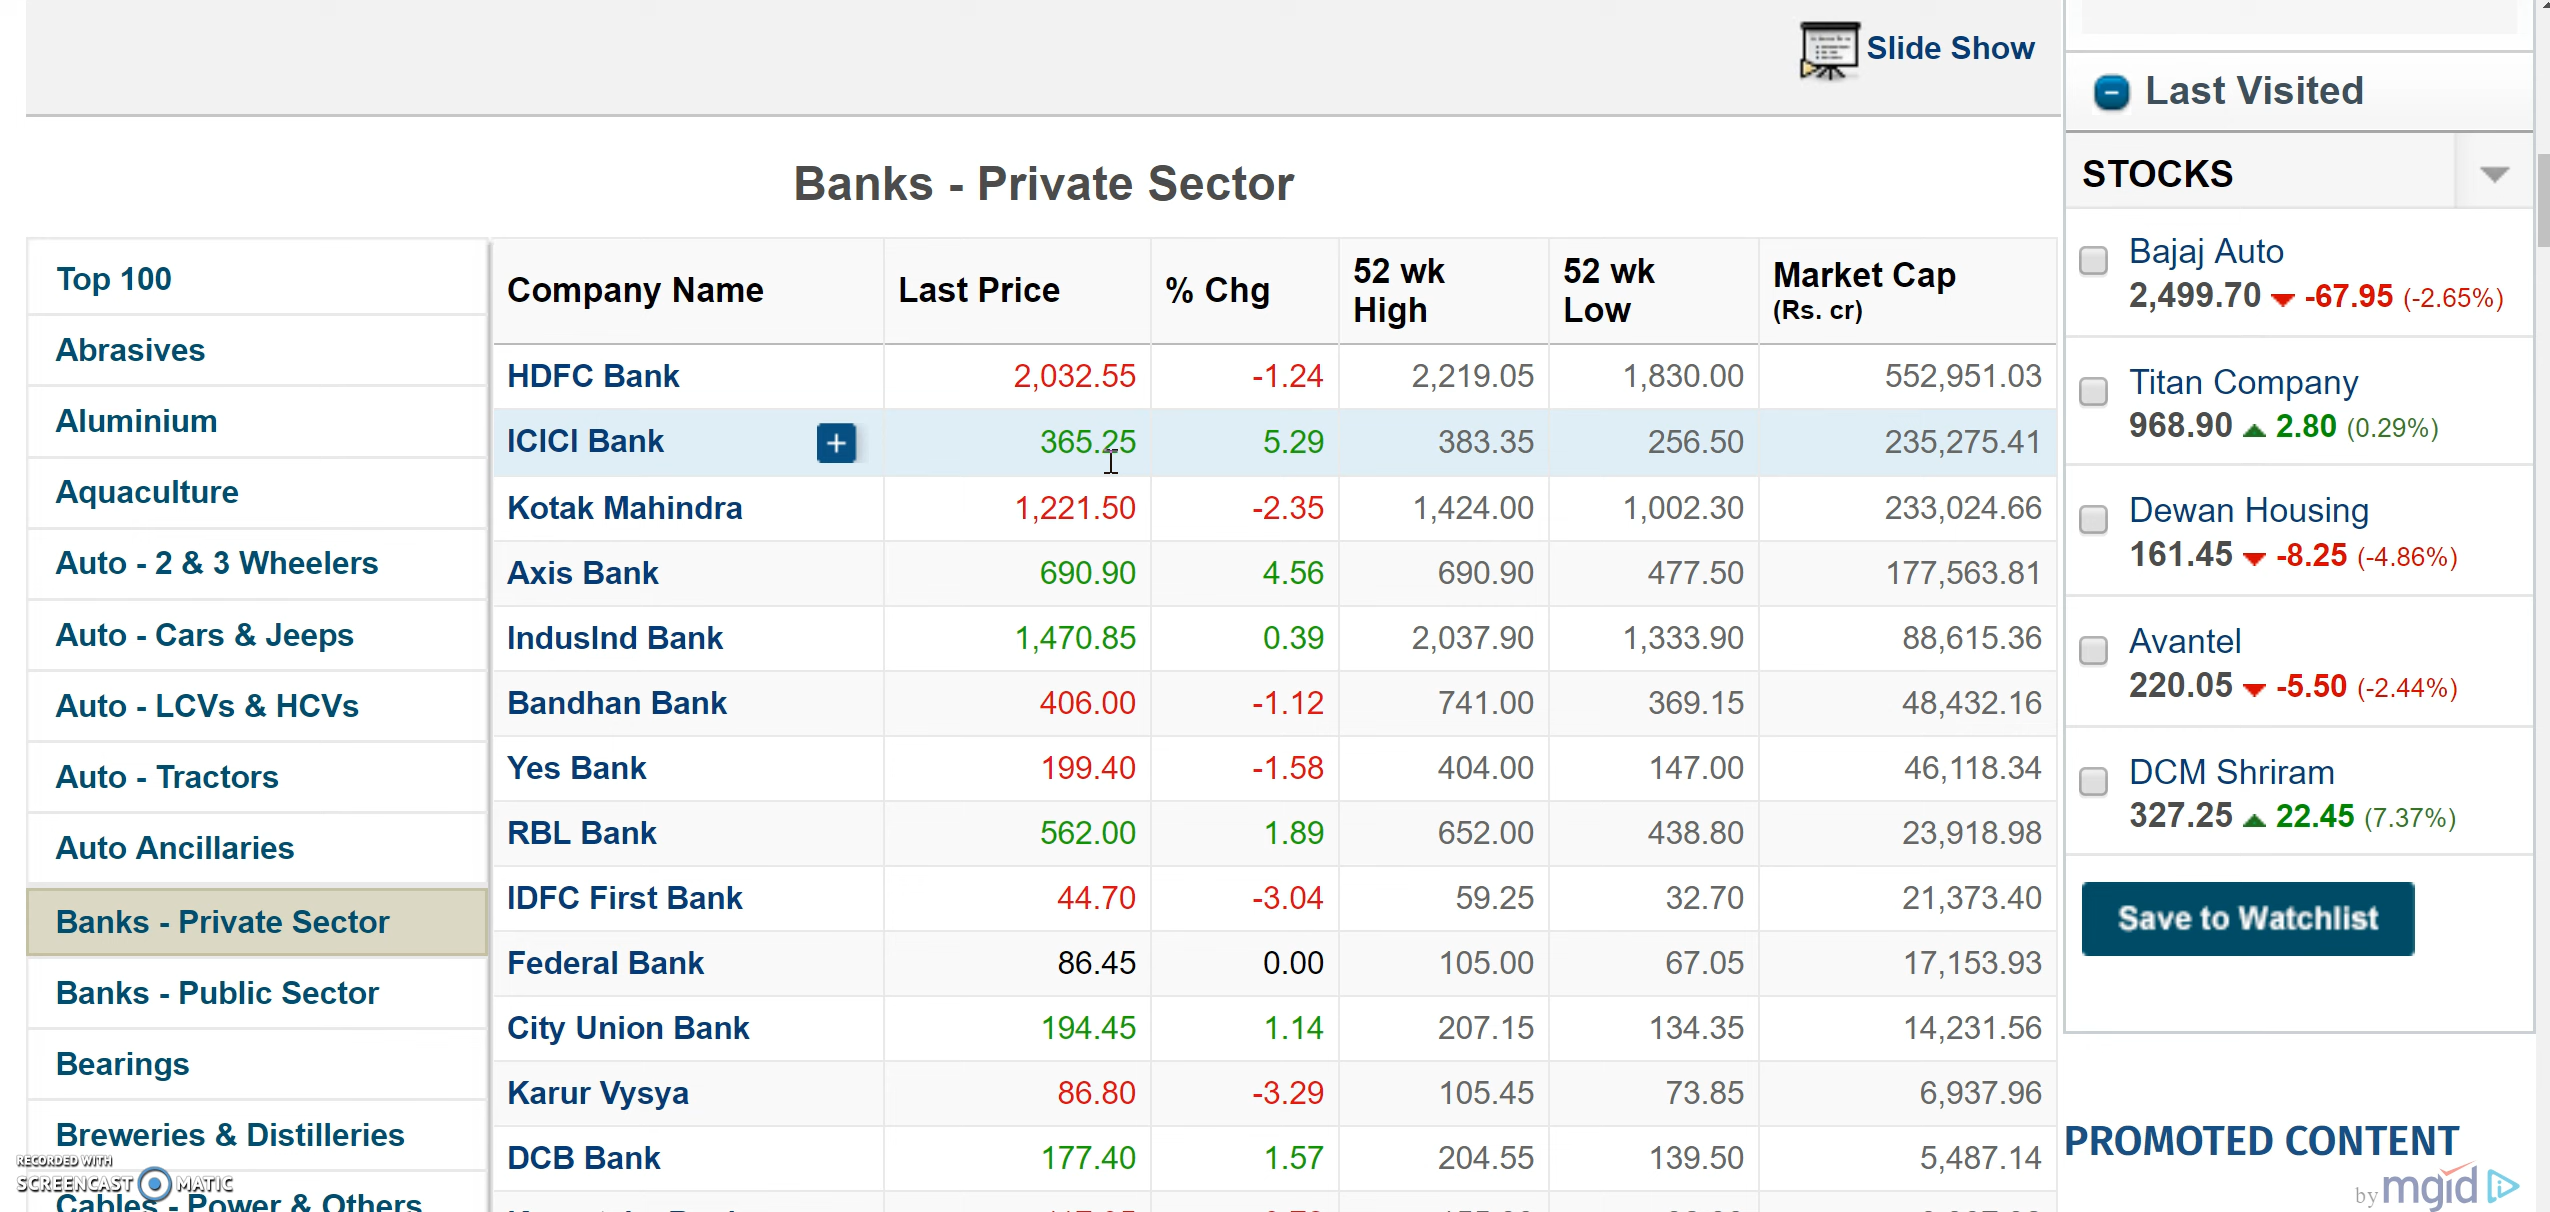 Slide Show
Last Visited
STOCKS
Bajaj Auto
2,499.70 -67.95 (-2.65%)
Titan Company
968.90 2.80 (0.29%)
Dewan Housing
161.45 -8.25 (-4.86%)
Avantel
220.05 -5.50 (-2.44%)
DCM Shriram
327.25 22.45 (7.37%)
Save to Watchlist
PROMOTED CONTENT
by mgid
Banks - Private Sector
Top 100
Abrasives
Aluminium
Aquaculture
Auto - 2 & 3 Wheelers
Auto - Cars & Jeeps
Auto - LCVs & HCVs
Auto - Tractors
Auto Ancillaries
Banks - Private Sector
Banks - Public Sector
Bearings
Breweries & Distilleries
Cables - Power & Others
Company Name Last Price % Chg 52 wk High 52 wk Low Market Cap (Rs. cr)
HDFC Bank 2,032.55 -1.24 2,219.05 1,830.00 552,951.03
ICICI Bank + 365.25 5.29 383.35 256.50 235,275.41
Kotak Mahindra 1,221.50 -2.35 1,424.00 1,002.30 233,024.66
Axis Bank 690.90 4.56 690.90 477.50 177,563.81
IndusInd Bank 1,470.85 0.39 2,037.90 1,333.90 88,615.36
Bandhan Bank 406.00 -1.12 741.00 369.15 48,432.16
Yes Bank 199.40 -1.58 404.00 147.00 46,118.34
RBL Bank 562.00 1.89 652.00 438.80 23,918.98
IDFC First Bank 44.70 -3.04 59.25 32.70 21,373.40
Federal Bank 86.45 0.00 105.00 67.05 17,153.93
City Union Bank 194.45 1.14 207.15 134.35 14,231.56
Karur Vysya 86.80 -3.29 105.45 73.85 6,937.96
DCB Bank 177.40 1.57 204.55 139.50 5,487.14
RECORDED WITH
SCREENCAST MATIC